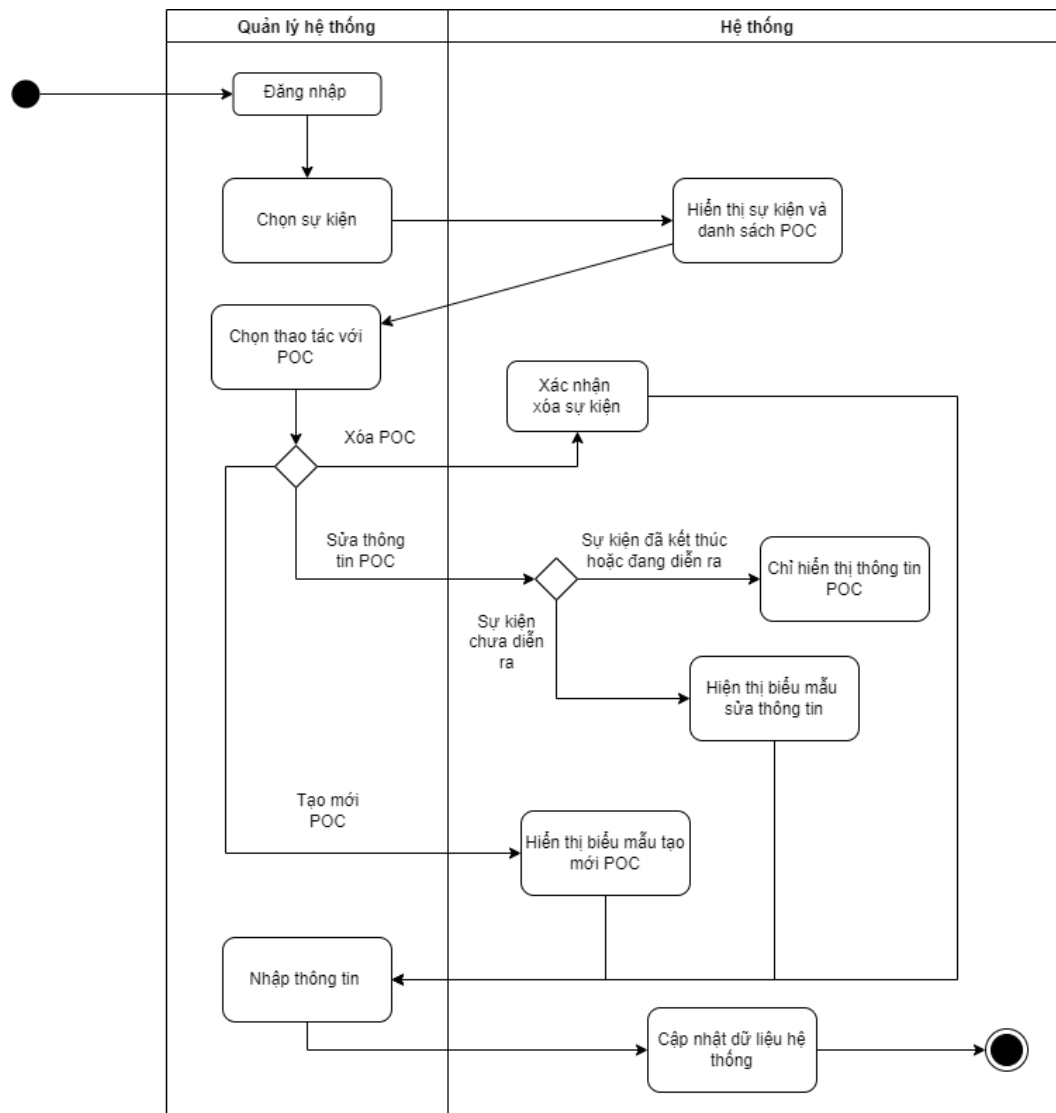 Quản lý hệ thống
Hệ thống
Đăng nhập
Chọn sự kiện
Hiển thị sự kiện và
danh sách POC
Chọn thao tác với
POC
Xác nhận
xóa sự kiện
Xóa POC
Sửa thông
tin POC
Sự kiện đã kết thúc
hoặc đang diễn ra
Chỉ hiển thị thông tin
POC
Sự kiện
chưa diễn
ra
Hiện thị biểu mẫu
sửa thông tin
Tạo mới
POC
Hiển thị biểu mẫu tạo
mới POC
Nhập thông tin
Cập nhật dữ liệu hệ
thống